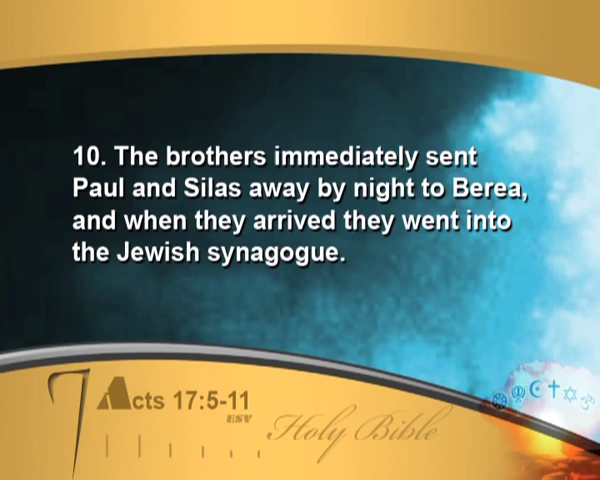 10. The brothers immediately sent
Paul and Silas away by night to Berea,
and when they arrived they went into
the Jewish synagogue.
Acts 17:5-11
ESV
Holy Bible